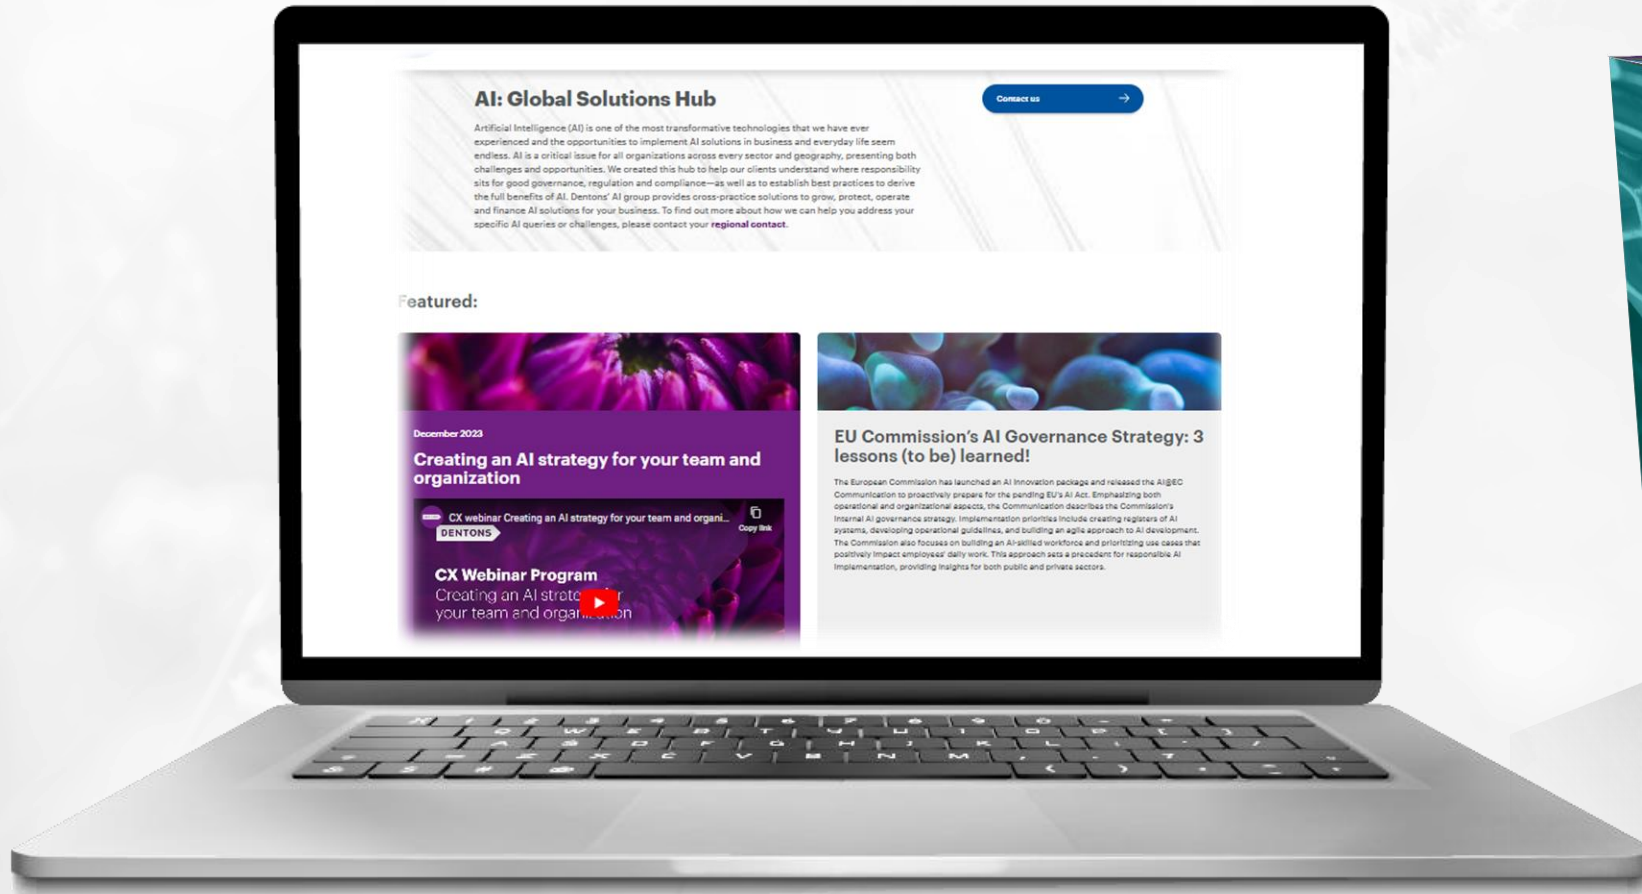 AI: Global Solutions Hub
Contact us
Artificial Intelligence (AI) is one of the most transformative technologies that we have ever
experienced and the opportunities to implement AI solutions in business and everyday life seem
endless. AI is a critical issue for all organizations across every sector and geography, presenting both
challenges and opportunities. We created this hub to help our clients understand where responsibility
sits for good governance, regulation and compliance—as well as to establish best practices to derive
the full benefits of AI. Dentons' AI group provides cross-practice solutions to grow, protect, operate
and finance AI solutions for your business. To find out more about how we can help you address your
specific AI queries or challenges, please contact your regional contact.
Featured:
December 2023
Creating an AI strategy for your team and
organization
CX webinar Creating an AI strategy for your team and organi...
Copy link
DENTONS
CX Webinar Program
Creating an AI
your team and
EU Commission's AI Governance Strategy: 3
lessons (to be) learned!
The European Commission has launched an AI Innovation package and released the AI@EC
Communication to proactively prepare for the pending EU's AI Act. Emphasizing both
operational and organizational aspects, the Communication describes the Commission's
internal AI governance strategy. Implementation priorities include creating registers of AI
systems, developing operational guidelines, and building an agile approach to AI development.
The Commission also focuses on building an AI-skilled workforce and prioritizing use cases that
positively impact employees' daily work. This approach sets a precedent for responsible AI
implementation, providing insights for both public and private sectors.